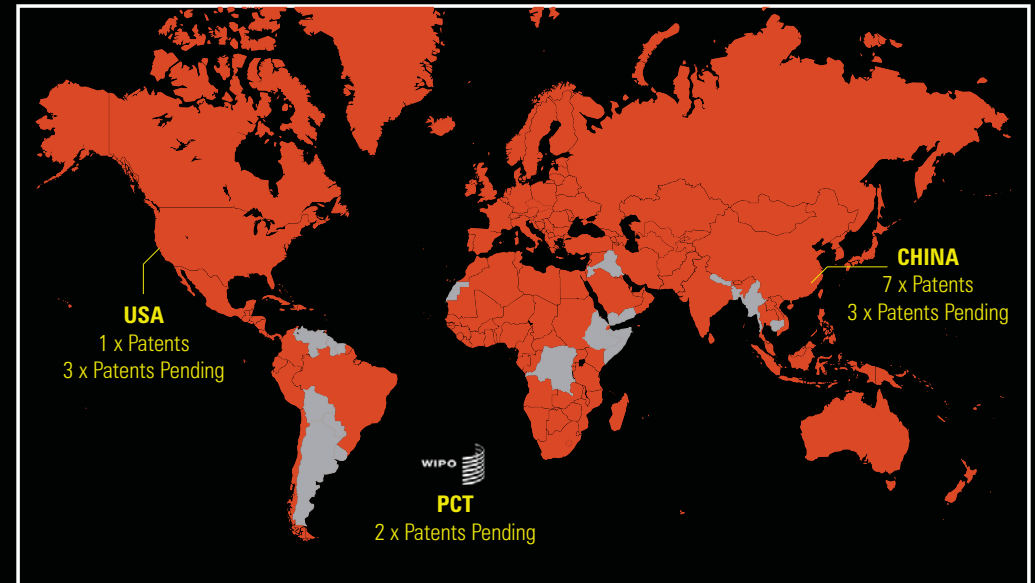 USA
1 x Patents
3 x Patents Pending
CHINA
7 x Patents
3 x Patents Pending
WIPO
PCT
2 x Patents Pending